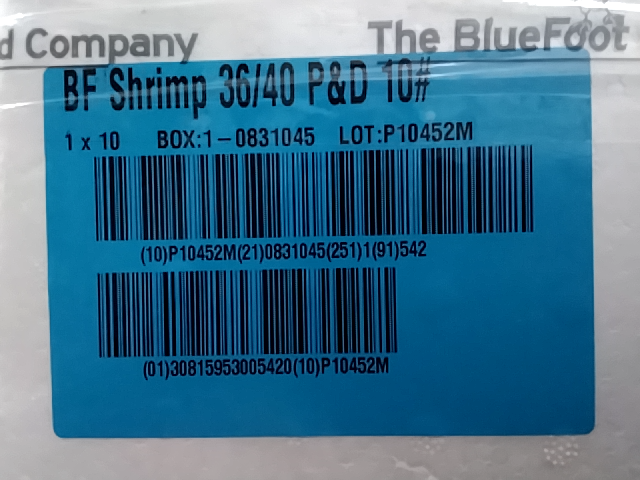 d Company The BlueFoot
BF Shrimp 36/40 P&D 10#
1 x 10 BOX:1-0831045 LOT:P10452M
(10)P10452M(21)0831045(251)1(91)542
(01)30815953005420(10)P10452M